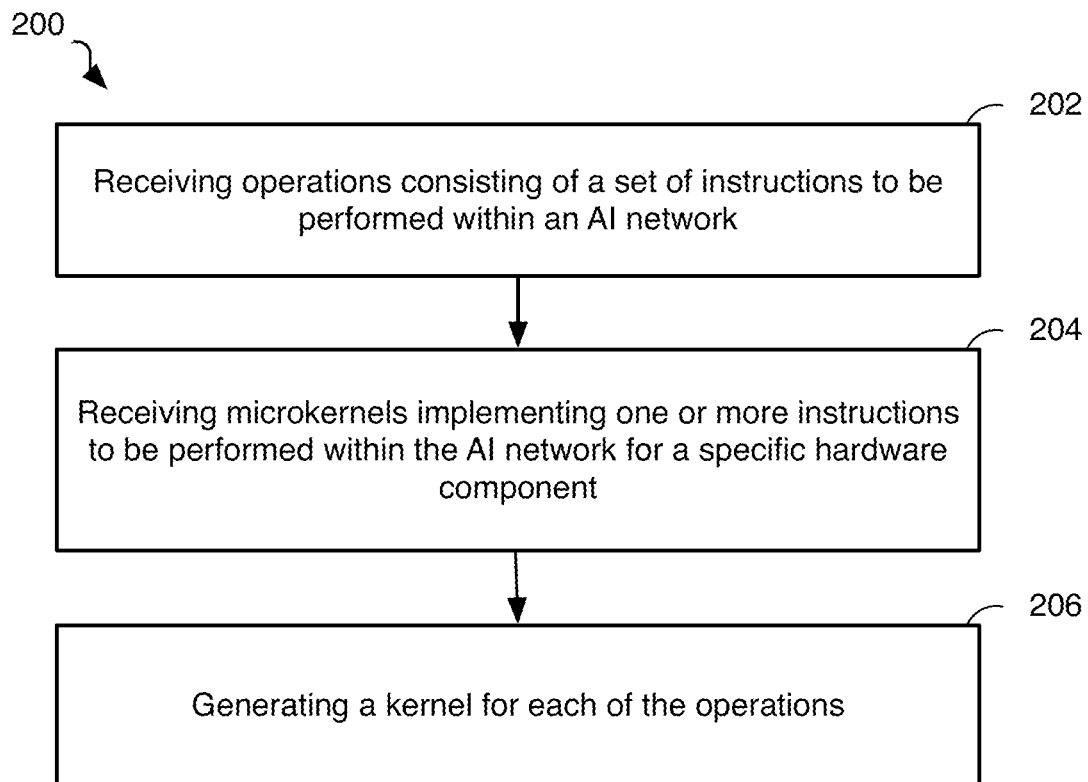 200
202
Receiving operations consisting of a set of instructions to be
performed within an AI network
204
Receiving microkernels implementing one or more instructions
to be performed within the AI network for a specific hardware
component
206
Generating a kernel for each of the operations